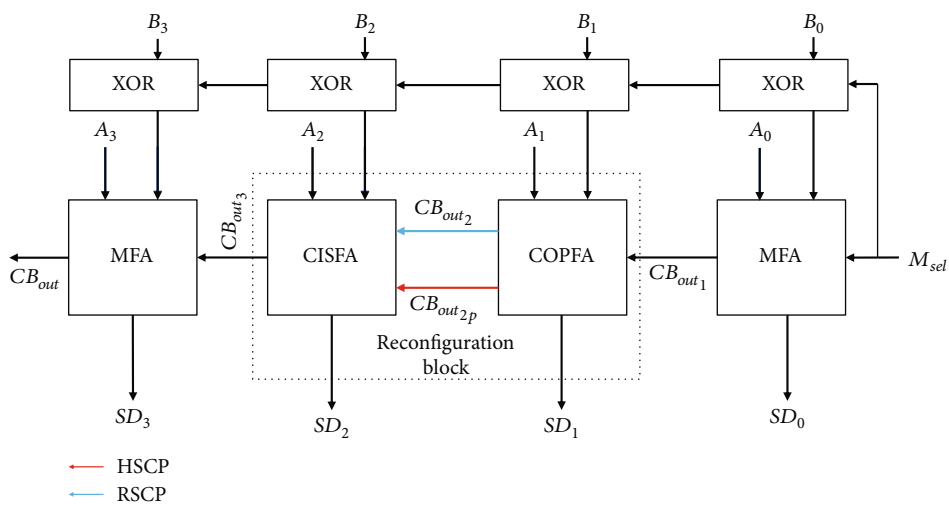 B3 B2 B1 B0
XOR XOR XOR XOR
A3 A2 A1 A0
MFA CBout3 CISFA CBout2 COPFA CBout1 MFA Msel
CBout CBout2p
Reconfiguration
block
SD3 SD2 SD1 SD0
HSCP
RSCP